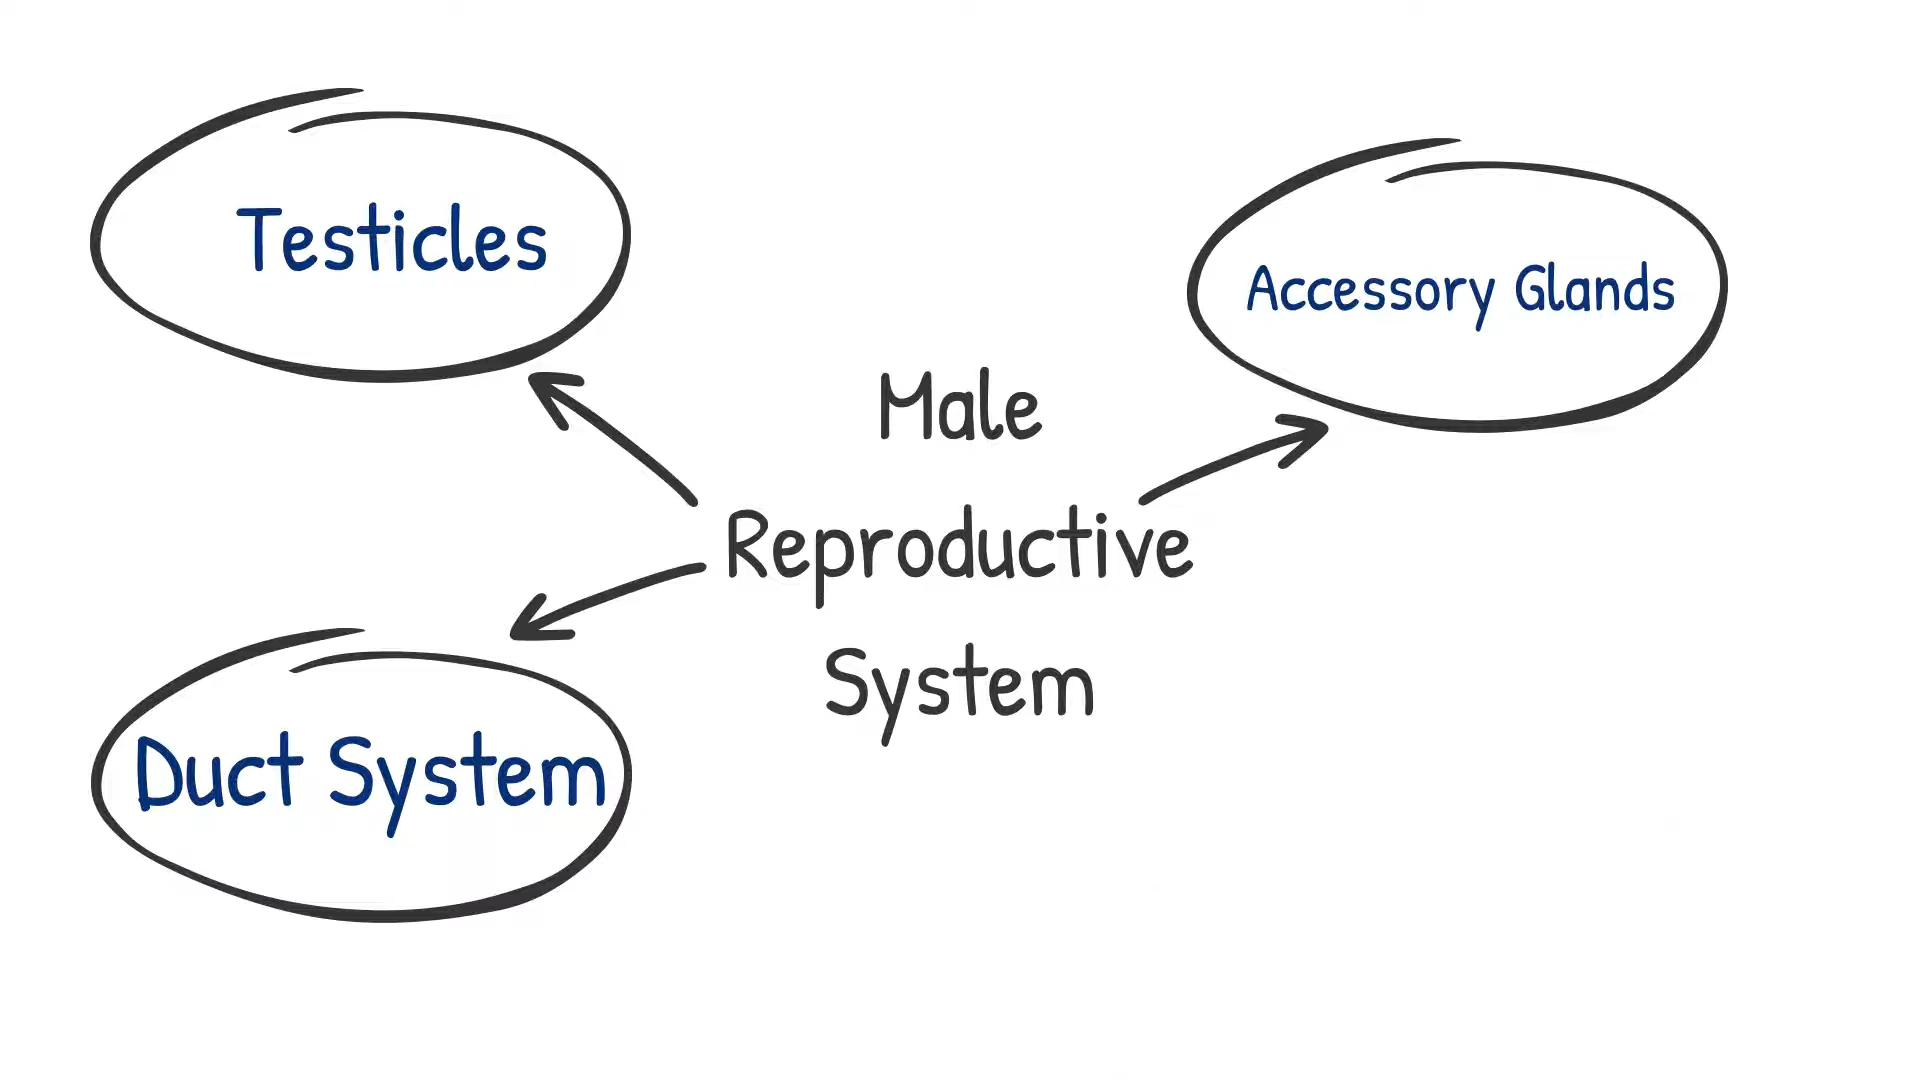 Testicles
Accessory Glands
Male
Reproductive
System
Duct System